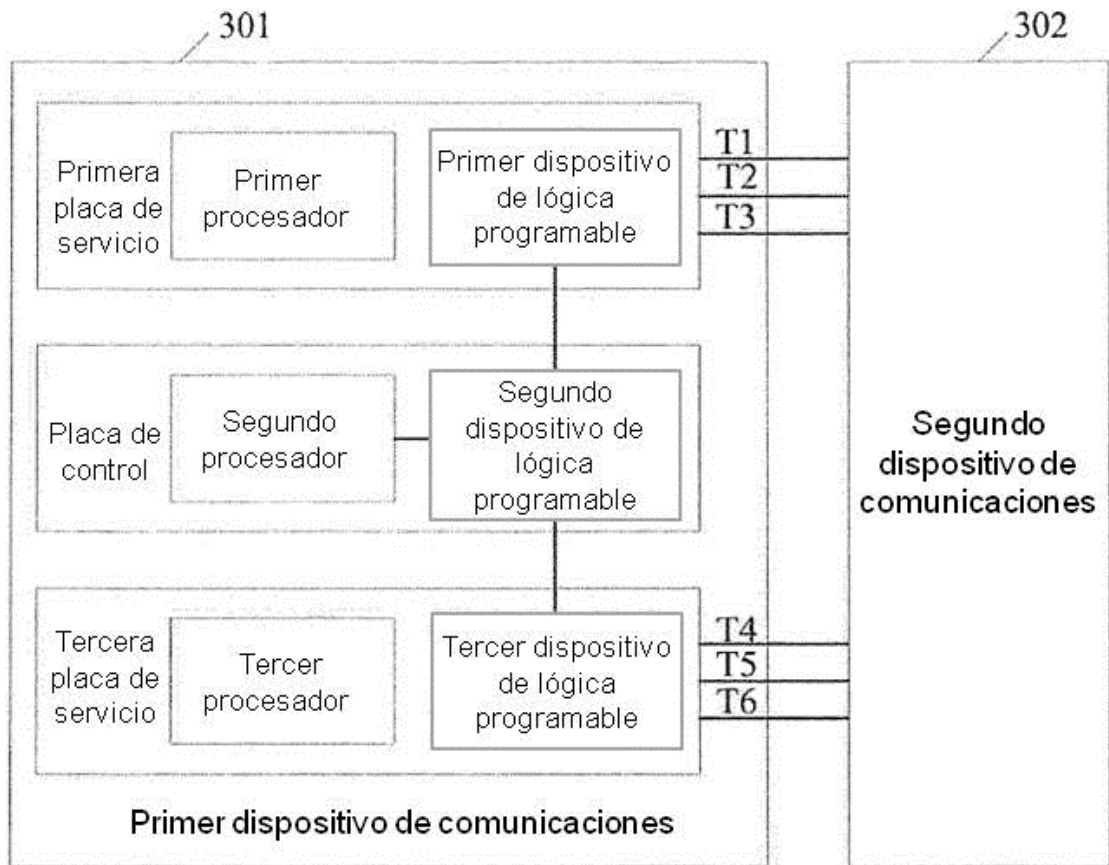 301
302
Primera
placa de
servicio
Primer
procesador
Primer dispositivo
de lógica
programable
T1
T2
T3
Placa de
control
Segundo
procesador
Segundo
dispositivo de
lógica
programable
Segundo
dispositivo de
comunicaciones
Tercera
placa de
servicio
Tercer
procesador
Tercer dispositivo
de lógica
programable
T4
T5
T6
Primer dispositivo de comunicaciones